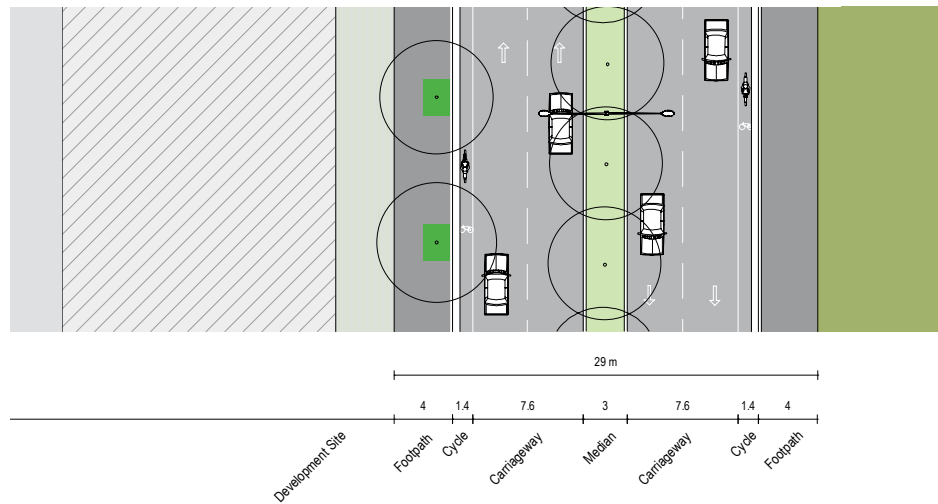 29 m
4 1.4 7.6 3 7.6 1.4 4
Development Site
Footpath
Cycle
Carriageway
Median
Carriageway
Cycle
Footpath